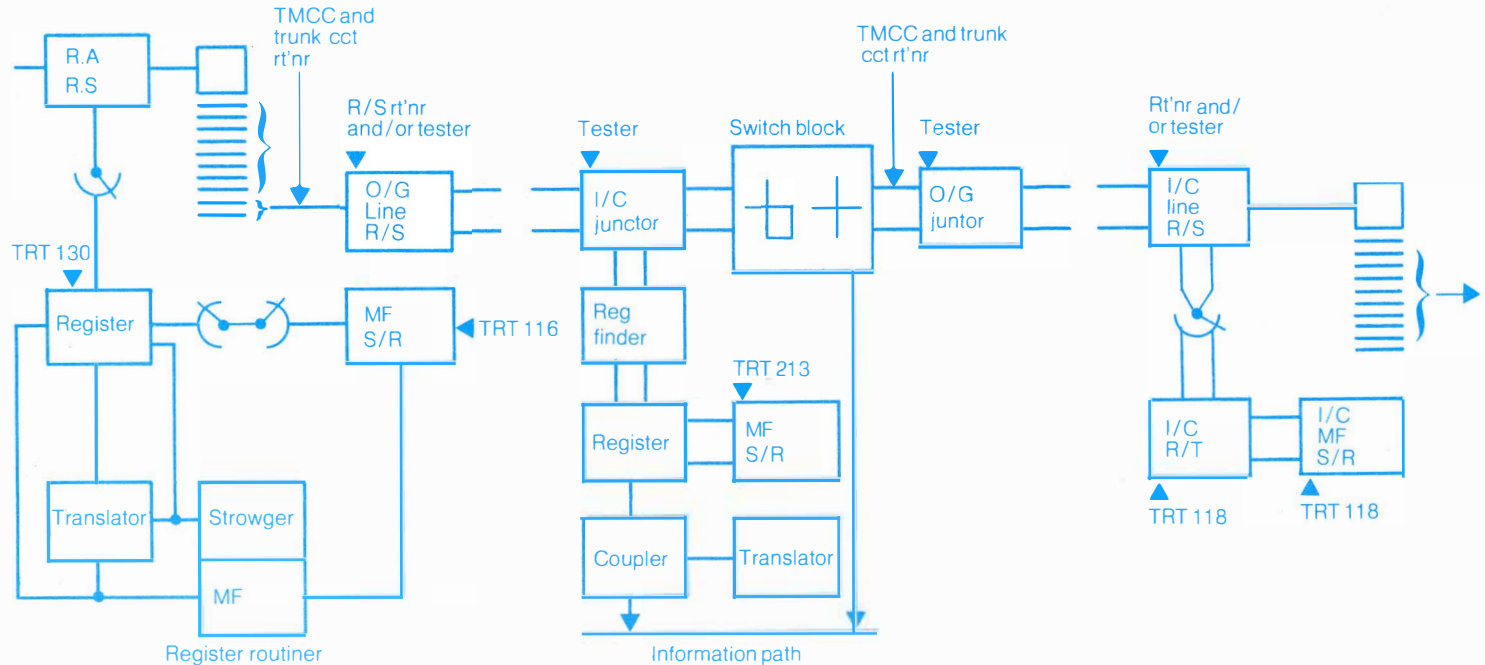 TMCC and
trunk cct
rt'nr
TMCC and trunk
cct rt'nr
R.A
R.S
R/S rt'nr
and/or tester
Tester
Switch block
Tester
Rt'nr and/
or tester
O/G
Line
R/S
I/C
junctor
O/G
juntor
I/C
line
R/S
TRT 130
Register
MF
S/R
TRT 116
Reg
finder
TRT 213
Register
MF
S/R
I/C
R/T
I/C
MF
S/R
TRT 118
TRT 118
Translator
Strowger
MF
Coupler
Translator
Register routiner
Information path